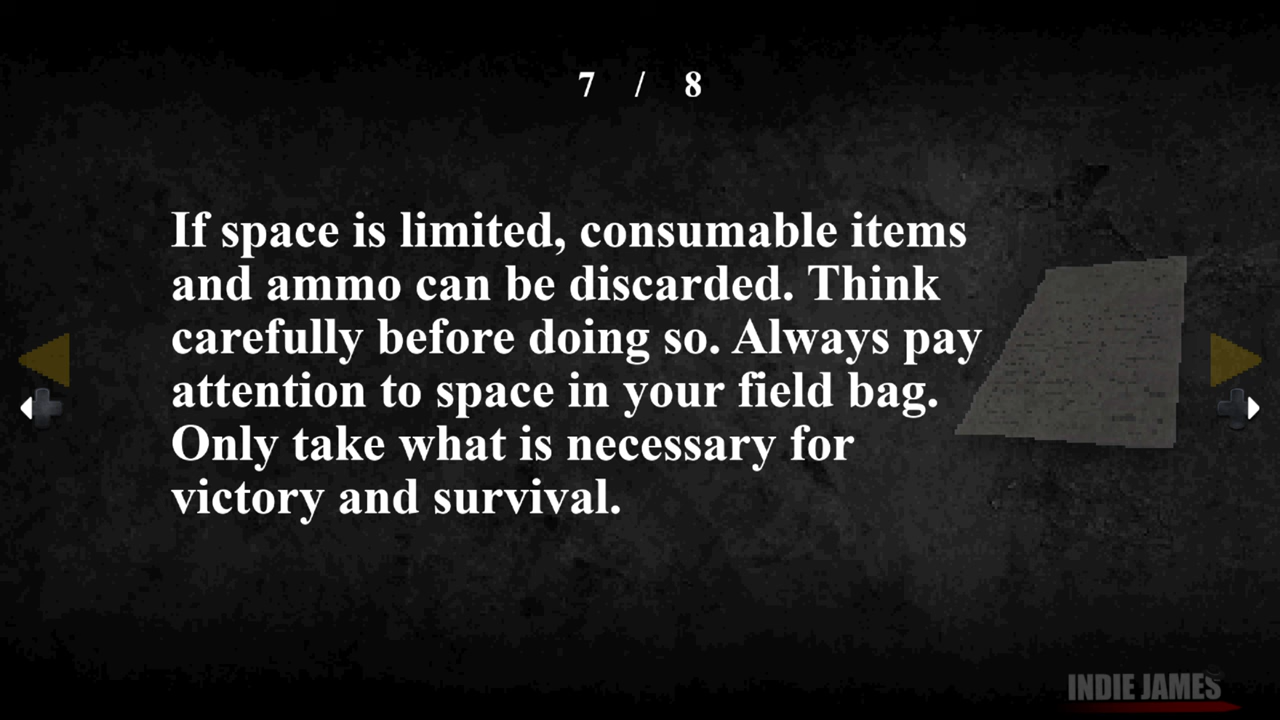 7 / 8
If space is limited, consumable items
and ammo can be discarded. Think
carefully before doing so. Always pay
attention to space in your field bag.
Only take what is necessary for
victory and survival.
INDIE JAMES